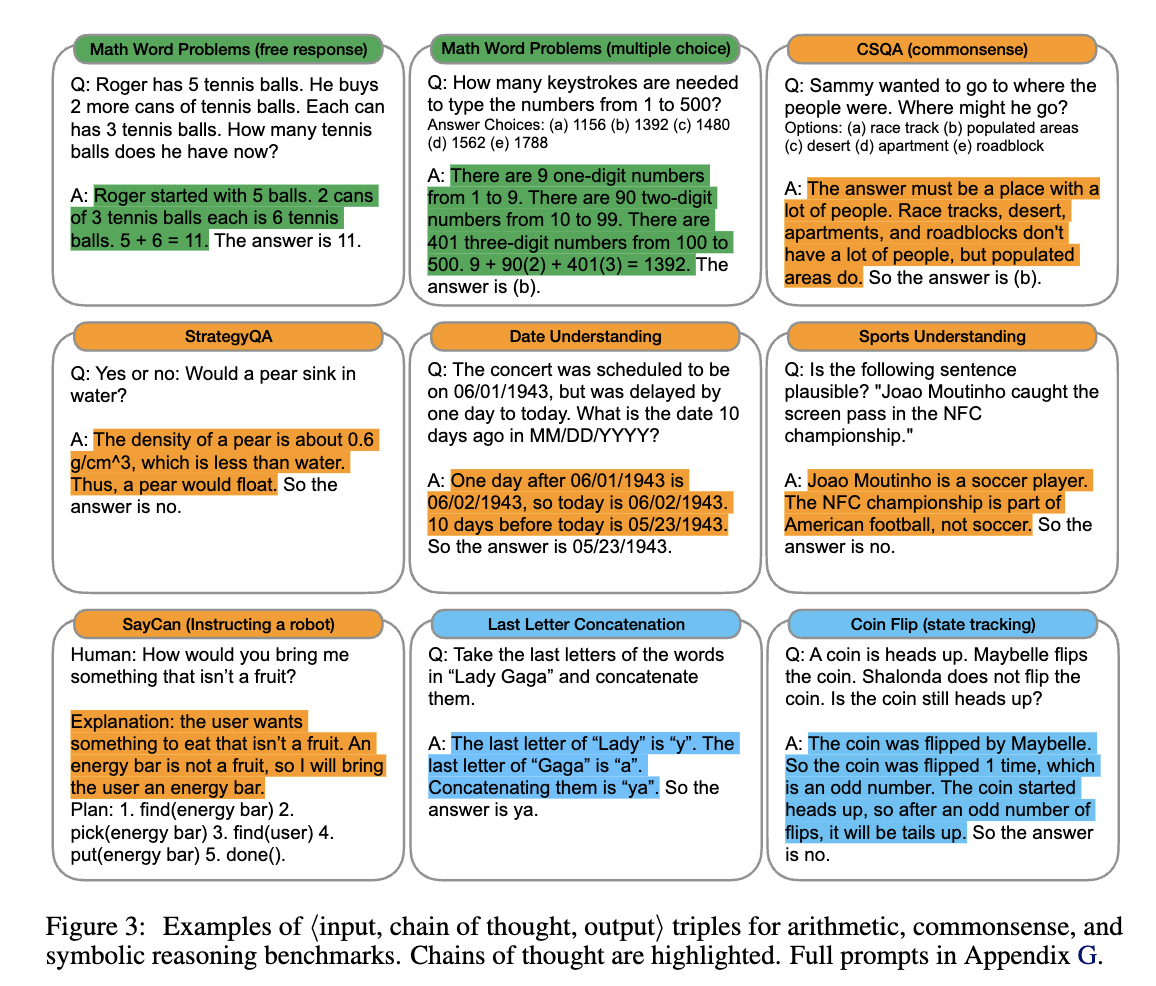 Math Word Problems (free response)
Q: Roger has 5 tennis balls. He buys
2 more cans of tennis balls. Each can
has 3 tennis balls. How many tennis
balls does he have now?
A: Roger started with 5 balls. 2 cans
of 3 tennis balls each is 6 tennis
balls. 5 + 6 = 11. The answer is 11.
Math Word Problems (multiple choice)
Q: How many keystrokes are needed
to type the numbers from 1 to 500?
Answer Choices: (a) 1156 (b) 1392 (c) 1480
(d) 1562 (e) 1788
A: There are 9 one-digit numbers
from 1 to 9. There are 90 two-digit
numbers from 10 to 99. There are
401 three-digit numbers from 100 to
500. 9 + 90(2) + 401(3) = 1392. The
answer is (b).
CSQA (commonsense)
Q: Sammy wanted to go to where the
people were. Where might he go?
Options: (a) race track (b) populated areas
(c) desert (d) apartment (e) roadblock
A: The answer must be a place with a
lot of people. Race tracks, desert,
apartments, and roadblocks don't
have a lot of people, but populated
areas do. So the answer is (b).
StrategyQA
Q: Yes or no: Would a pear sink in
water?
A: The density of a pear is about 0.6
g/cm^3, which is less than water.
Thus, a pear would float. So the
answer is no.
Date Understanding
Q: The concert was scheduled to be
on 06/01/1943, but was delayed by
one day to today. What is the date 10
days ago in MM/DD/YYYY?
A: One day after 06/01/1943 is
06/02/1943, so today is 06/02/1943.
10 days before today is 05/23/1943.
So the answer is 05/23/1943.
Sports Understanding
Q: Is the following sentence
plausible? "Joao Moutinho caught the
screen pass in the NFC
championship."
A: Joao Moutinho is a soccer player.
The NFC championship is part of
American football, not soccer. So the
answer is no.
SayCan (Instructing a robot)
Human: How would you bring me
something that isn’t a fruit?
Explanation: the user wants
something to eat that isn’t a fruit. An
energy bar is not a fruit, so I will bring
the user an energy bar.
Plan: 1. find(energy bar) 2.
pick(energy bar) 3. find(user) 4.
put(energy bar) 5. done().
Last Letter Concatenation
Q: Take the last letters of the words
in “Lady Gaga” and concatenate
them.
A: The last letter of “Lady” is “y”. The
last letter of “Gaga” is “a”.
Concatenating them is “ya”. So the
answer is ya.
Coin Flip (state tracking)
Q: A coin is heads up. Maybelle flips
the coin. Shalonda does not flip the
coin. Is the coin still heads up?
A: The coin was flipped by Maybelle.
So the coin was flipped 1 time, which
is an odd number. The coin started
heads up, so after an odd number of
flips, it will be tails up. So the answer
is no.
Figure 3: Examples of ⟨input, chain of thought, output⟩ triples for arithmetic, commonsense, and
symbolic reasoning benchmarks. Chains of thought are highlighted. Full prompts in Appendix G.